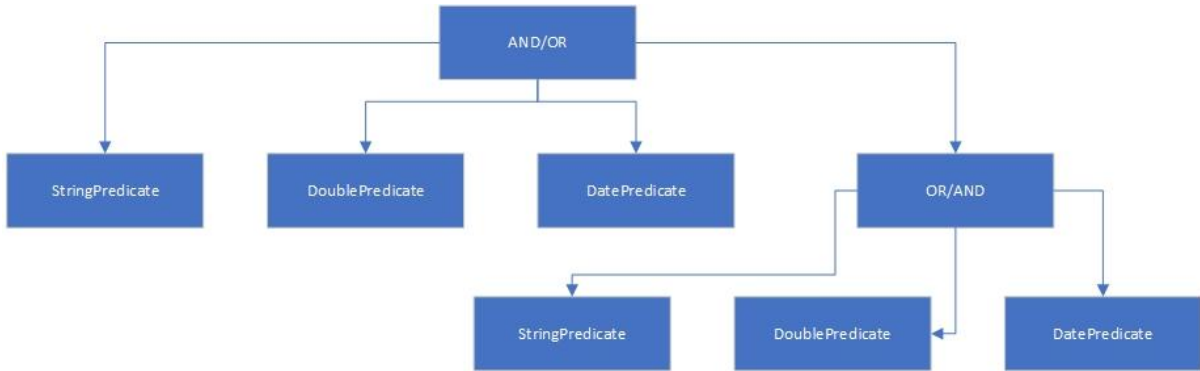 AND/OR
StringPredicate
DoublePredicate
DatePredicate
OR/AND
StringPredicate
DoublePredicate
DatePredicate